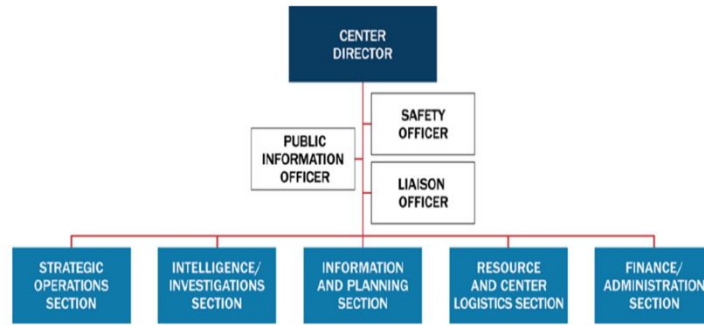 CENTER
DIRECTOR
SAFETY
OFFICER
PUBLIC
INFORMATION
OFFICER
LIAISON
OFFICER
STRATEGIC
OPERATIONS
SECTION
INTELLIGENCE/
INVESTIGATIONS
SECTION
INFORMATION
AND PLANNING
SECTION
RESOURCE
AND CENTER
LOGISTICS SECTION
FINANCE/
ADMINISTRATION
SECTION